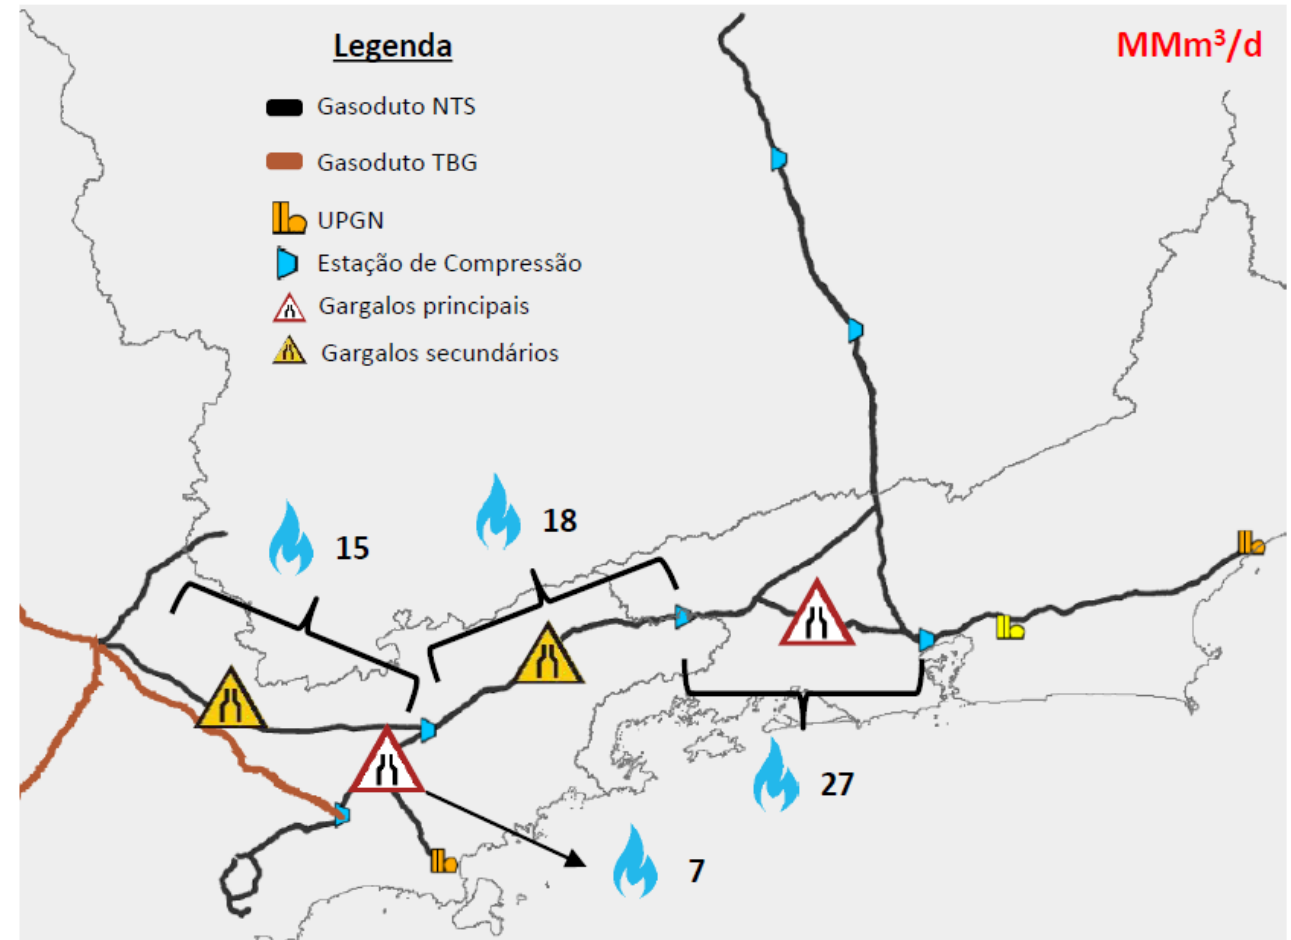 Legenda
MMm³/d
Gasoduto NTS
Gasoduto TBG
UPGN
Estação de Compressão
Gargalos principais
Gargalos secundários
18
15
27
7